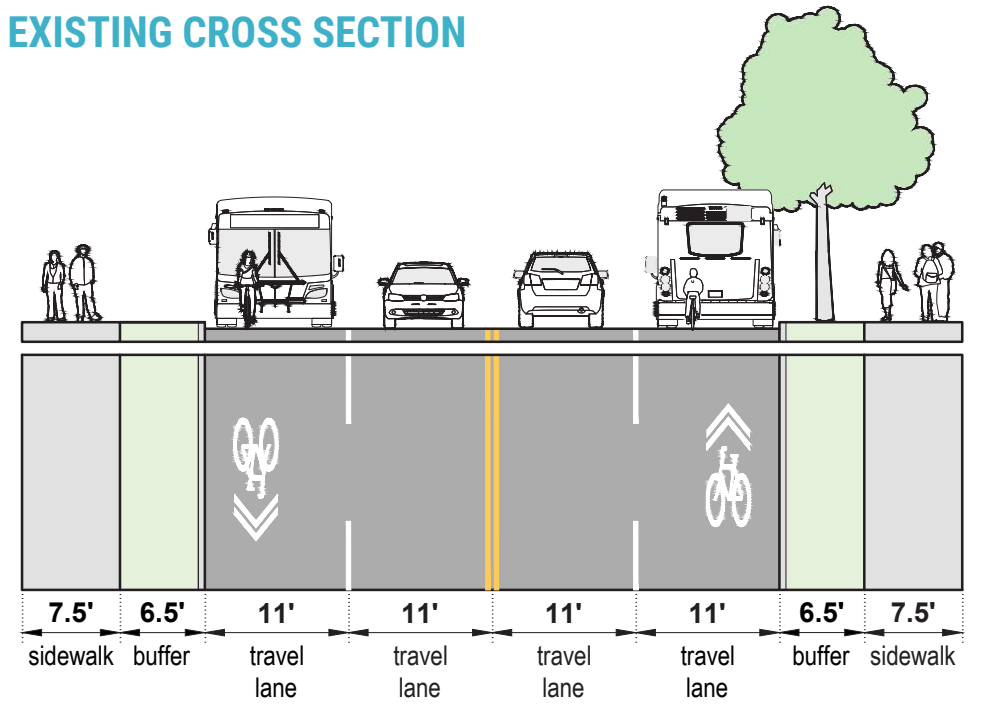 EXISTING CROSS SECTION
7.5' 6.5' 11' 11' 11' 11' 6.5' 7.5'
sidewalk buffer travel travel travel travel buffer sidewalk
lane lane lane lane